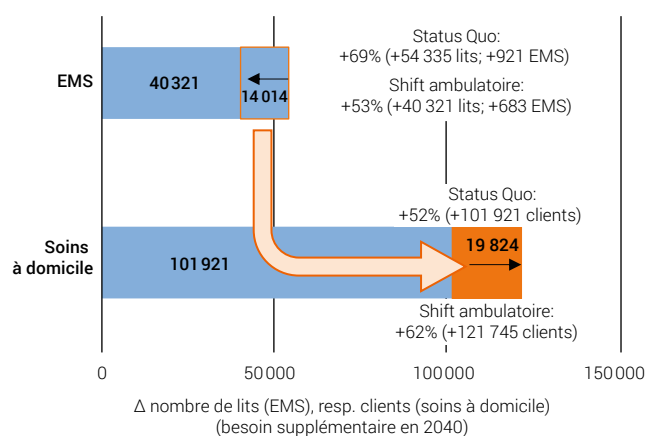 Status Quo:
+69% (+54 335 lits; +921 EMS)
EMS
40 321
14 014
Shift ambulatoire:
+53% (+40 321 lits; +683 EMS)
Status Quo:
+52% (+101 921 clients)
Soins
à domicile
101 921
19 824
Shift ambulatoire:
+62% (+121 745 clients)
0
50 000
100 000
150 000
Δ nombre de lits (EMS), resp. clients (soins à domicile)
(besoin supplémentaire en 2040)